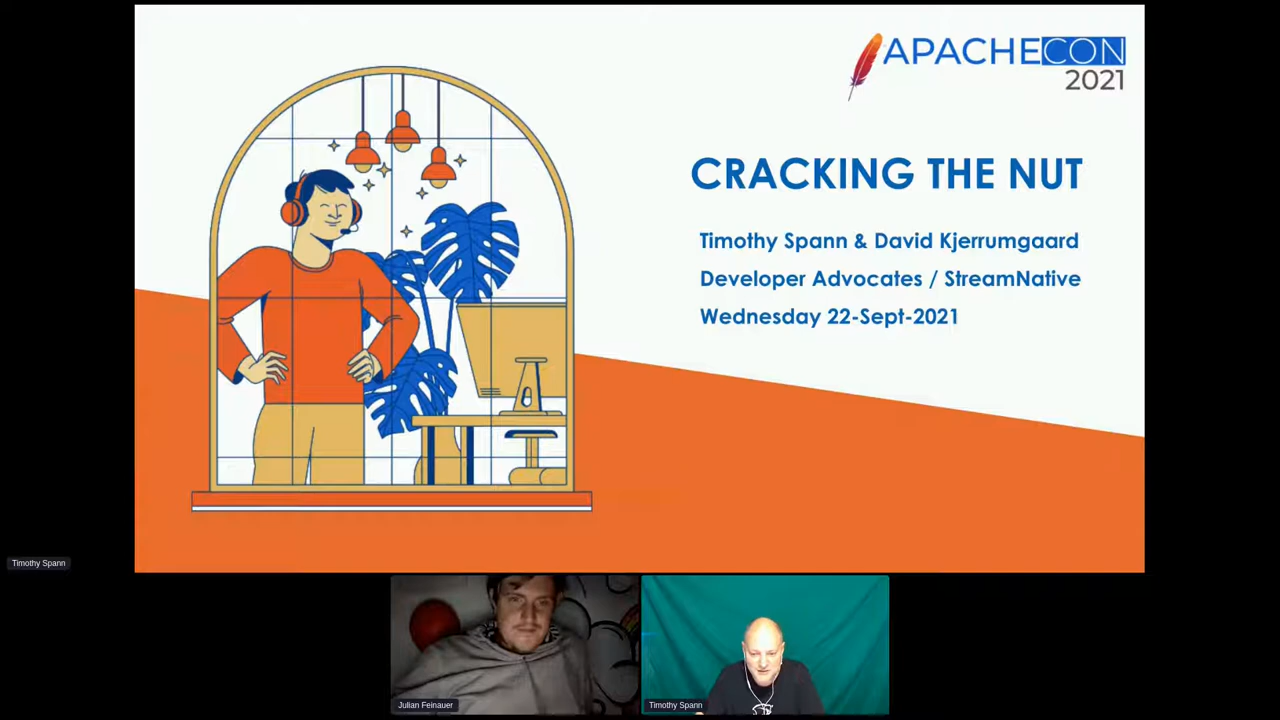 APACHECON
2021
CRACKING THE NUT
Timothy Spann & David Kjerrumgaard
Developer Advocates / StreamNative
Wednesday 22-Sept-2021
Timothy Spann
Julian Feinauer
Timothy Spann